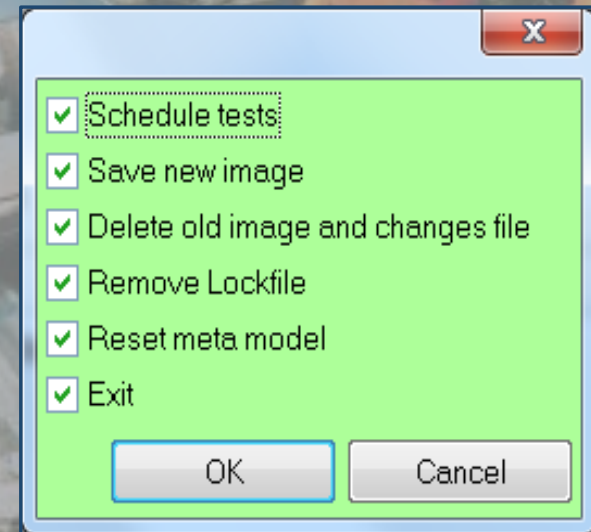 Schedule tests
Save new image
Delete old image and changes file
Remove Lockfile
Reset meta model
Exit
OK
Cancel